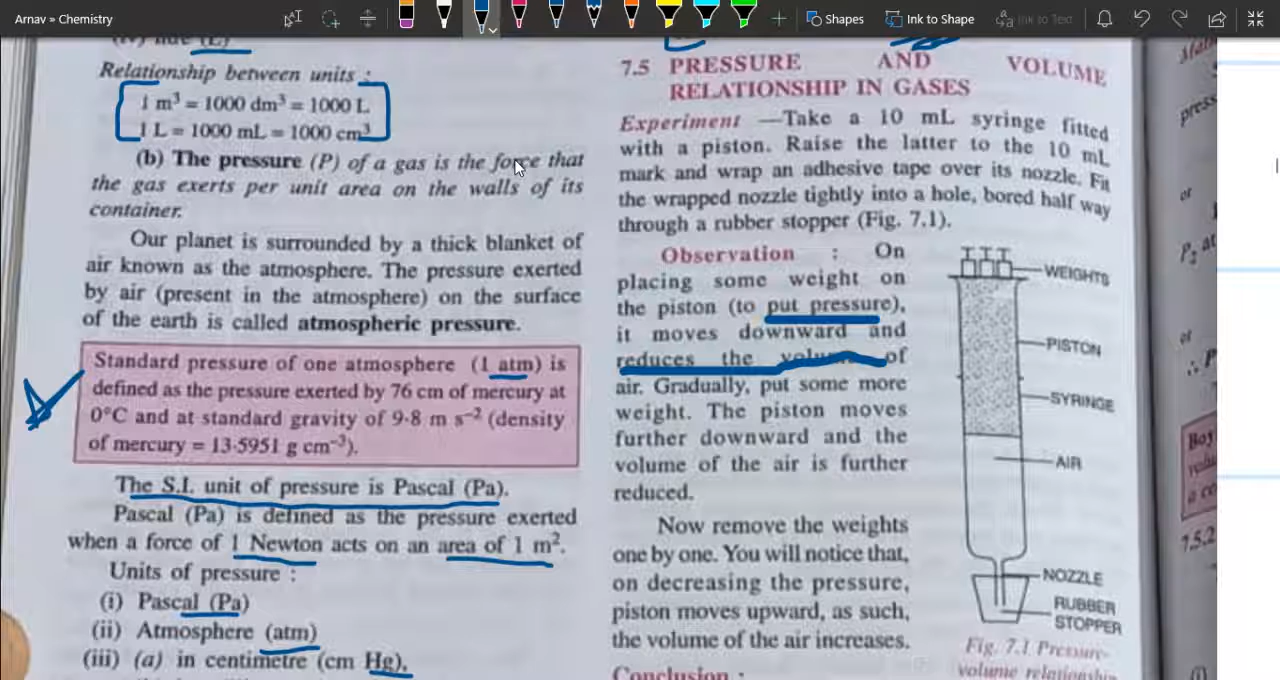 Arnav » Chemistry
Shapes
Ink to Shape
Ink to Text
Relationship between units :
1 m³ = 1000 dm³ = 1000 L
1 L = 1000 mL = 1000 cm³
(b) The pressure (P) of a gas is the force that
the gas exerts per unit area on the walls of its
container.
Our planet is surrounded by a thick blanket of
air known as the atmosphere. The pressure exerted
by air (present in the atmosphere) on the surface
of the earth is called atmospheric pressure.
Standard pressure of one atmosphere (1 atm) is
defined as the pressure exerted by 76 cm of mercury at
0°C and at standard gravity of 9·8 m s⁻² (density
of mercury = 13·5951 g cm⁻³).
The S.I. unit of pressure is Pascal (Pa).
Pascal (Pa) is defined as the pressure exerted
when a force of 1 Newton acts on an area of 1 m².
Units of pressure :
(i) Pascal (Pa)
(ii) Atmosphere (atm)
(iii) (a) in centimetre (cm Hg),
7.5 PRESSURE AND VOLUME
RELATIONSHIP IN GASES
Experiment —Take a 10 mL syringe fitted
with a piston. Raise the latter to the 10 mL
mark and wrap an adhesive tape over its nozzle. Fit
the wrapped nozzle tightly into a hole, bored half way
through a rubber stopper (Fig. 7.1).
Observation : On
placing some weight on
the piston (to put pressure),
it moves downward and
reduces the volume of
air. Gradually, put some more
weight. The piston moves
further downward and the
volume of the air is further
reduced.
Now remove the weights
one by one. You will notice that,
on decreasing the pressure,
piston moves upward, as such,
the volume of the air increases.
Conclusion :
WEIGHTS
PISTON
SYRINGE
AIR
NOZZLE
RUBBER
STOPPER
Fig. 7.1 Pressure-
volume relationship
press
of
P₂ at
of
∴ P
Boy
7.5.2
(i)